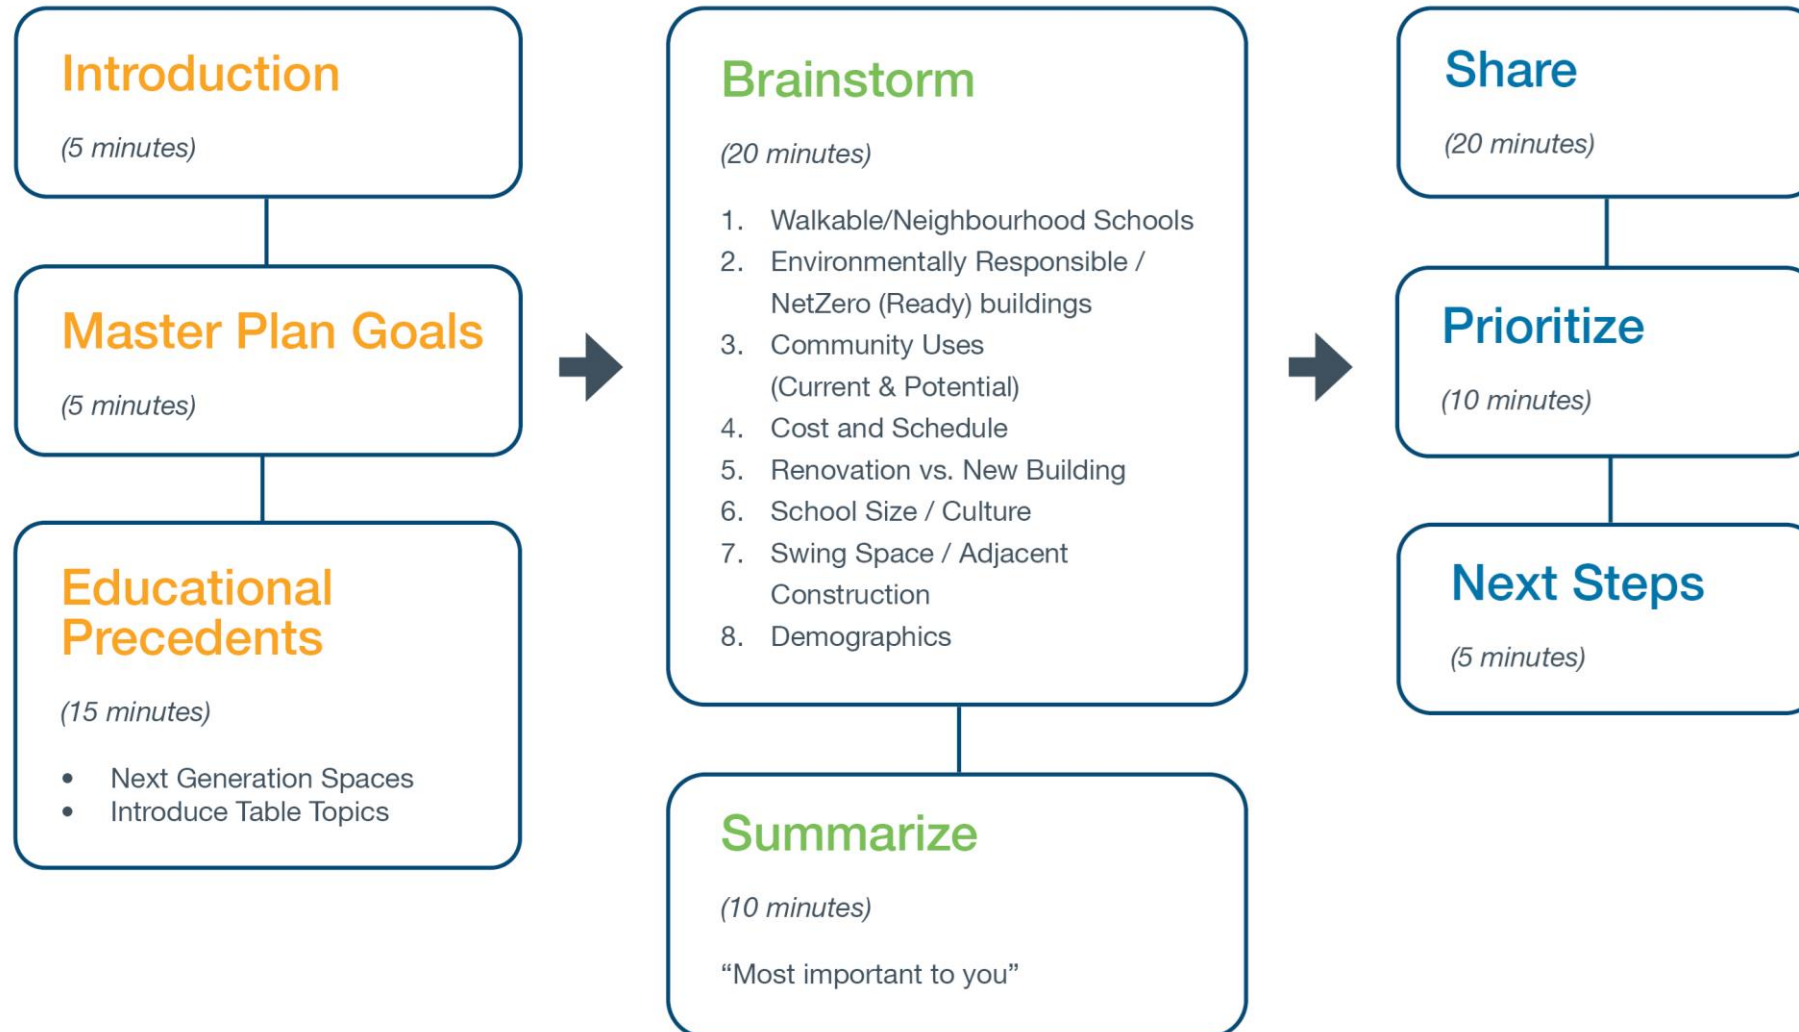 Introduction
(5 minutes)
Master Plan Goals
(5 minutes)
Educational
Precedents
(15 minutes)
• Next Generation Spaces
• Introduce Table Topics
Brainstorm
(20 minutes)
1. Walkable/Neighbourhood Schools
2. Environmentally Responsible /
NetZero (Ready) buildings
3. Community Uses
(Current & Potential)
4. Cost and Schedule
5. Renovation vs. New Building
6. School Size / Culture
7. Swing Space / Adjacent
Construction
8. Demographics
Summarize
(10 minutes)
“Most important to you”
Share
(20 minutes)
Prioritize
(10 minutes)
Next Steps
(5 minutes)